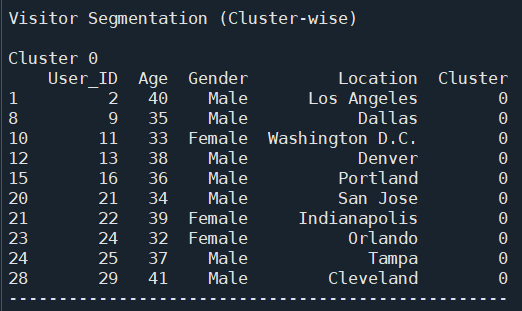 Visitor Segmentation (Cluster-wise)
Cluster 0
User_ID Age Gender Location Cluster
1 2 40 Male Los Angeles 0
8 9 35 Male Dallas 0
10 11 33 Female Washington D.C. 0
12 13 38 Male Denver 0
15 16 36 Male Portland 0
20 21 34 Male San Jose 0
21 22 39 Female Indianapolis 0
23 24 32 Female Orlando 0
24 25 37 Male Tampa 0
28 29 41 Male Cleveland 0
--------------------------------------------------